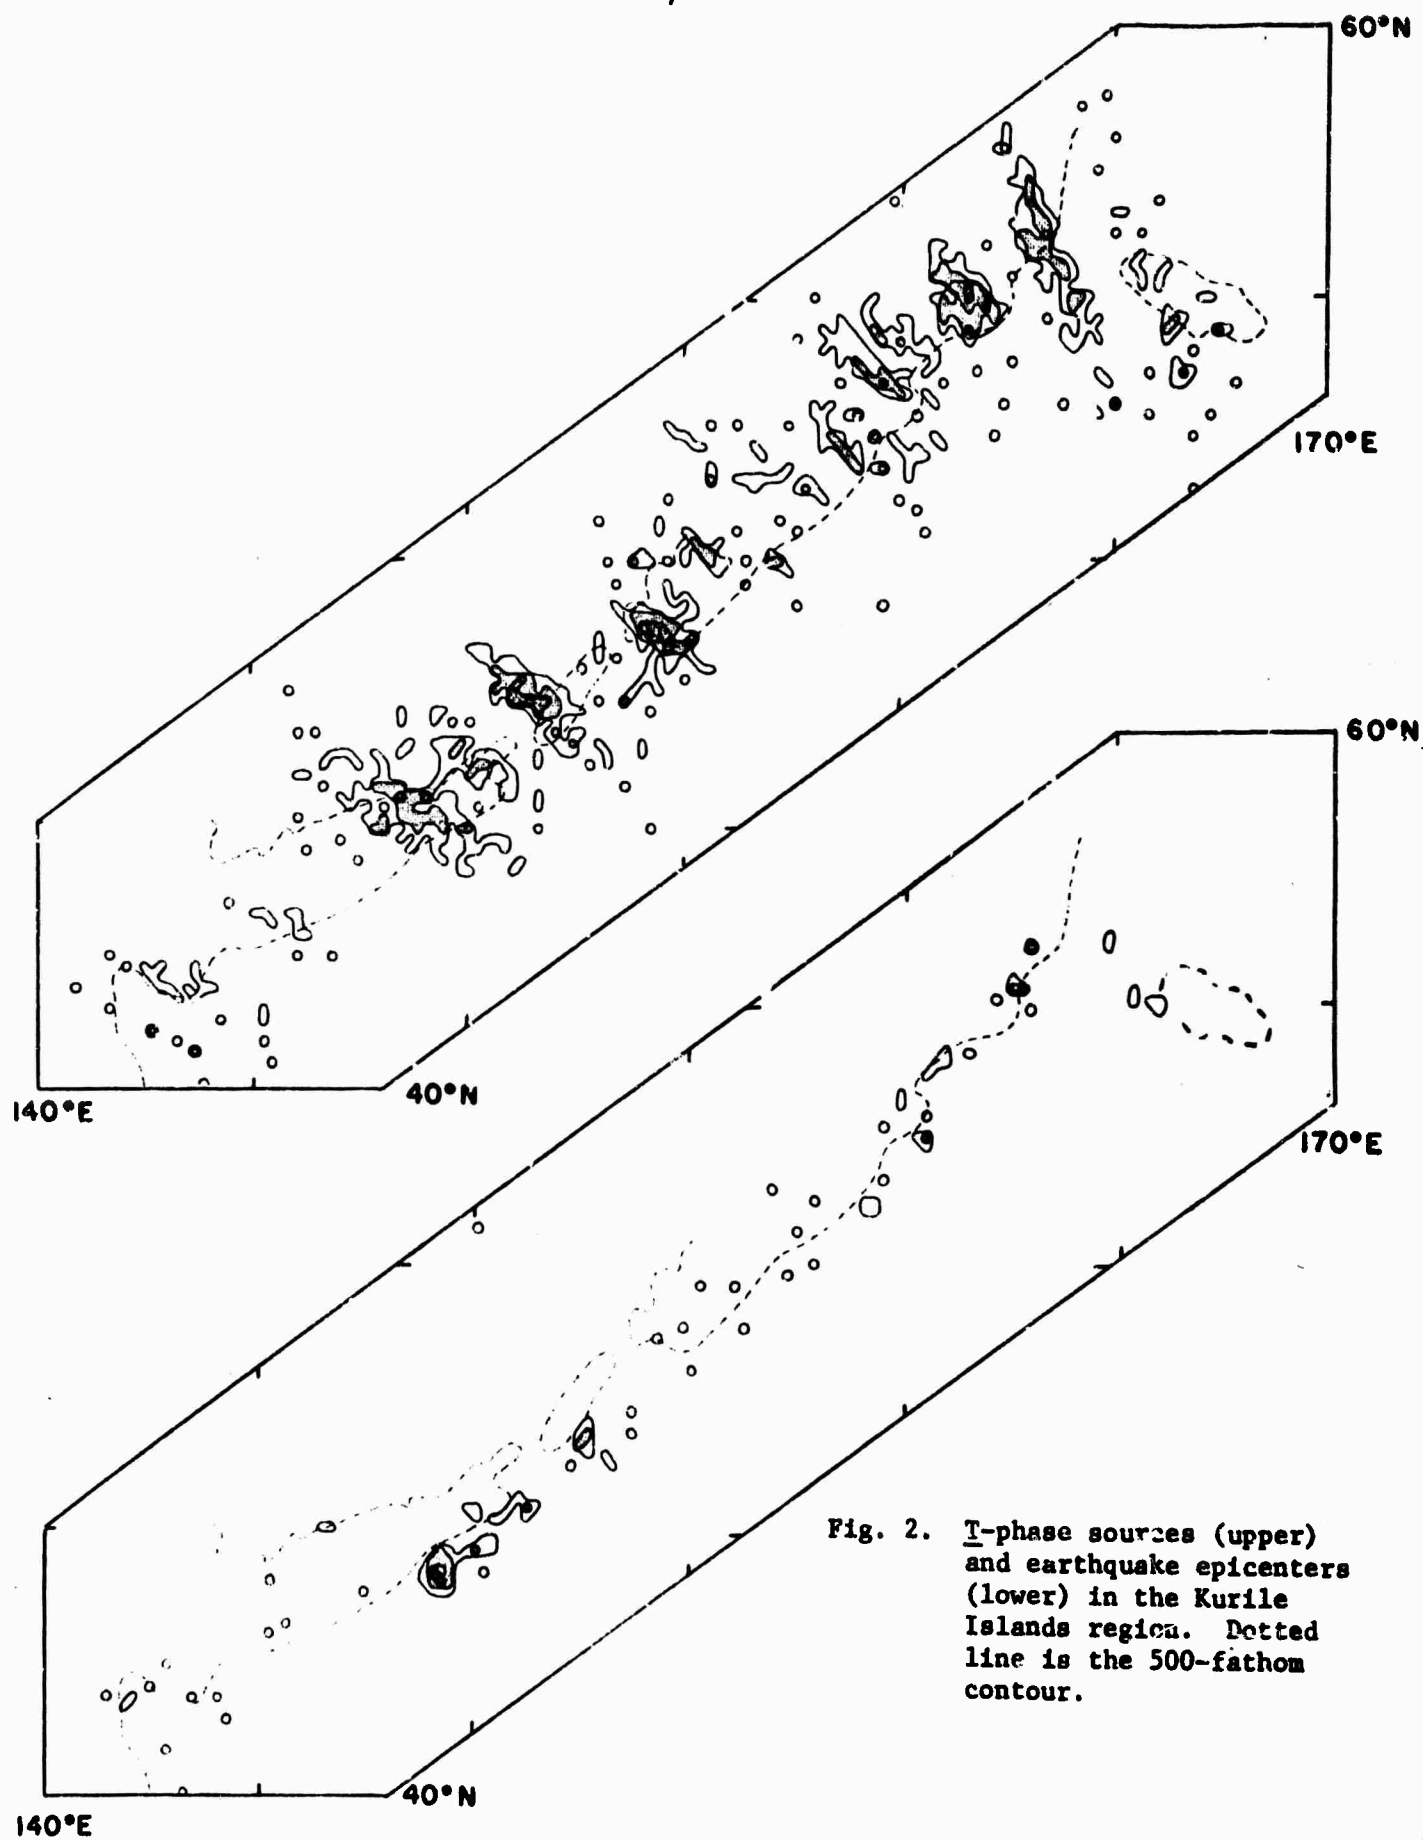 60°N
170°E
40°N
140°E
60°N
170°E
Fig. 2. T-phase sources (upper)
and earthquake epicenters
(lower) in the Kurile
Islands region. Dotted
line is the 500-fathom
contour.
40°N
140°E